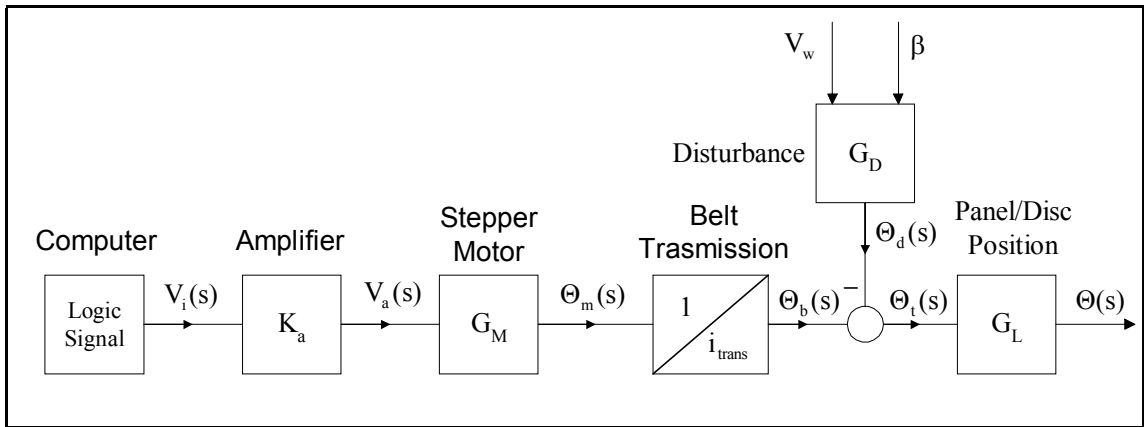 V_w
β
Disturbance
G_D
Stepper
Motor
Belt
Trasmission
Θ_d(s)
Panel/Disc
Position
Computer
Amplifier
Logic
Signal
V_i(s)
K_a
V_a(s)
G_M
Θ_m(s)
1
i_trans
Θ_b(s)
−
Θ_t(s)
G_L
Θ(s)